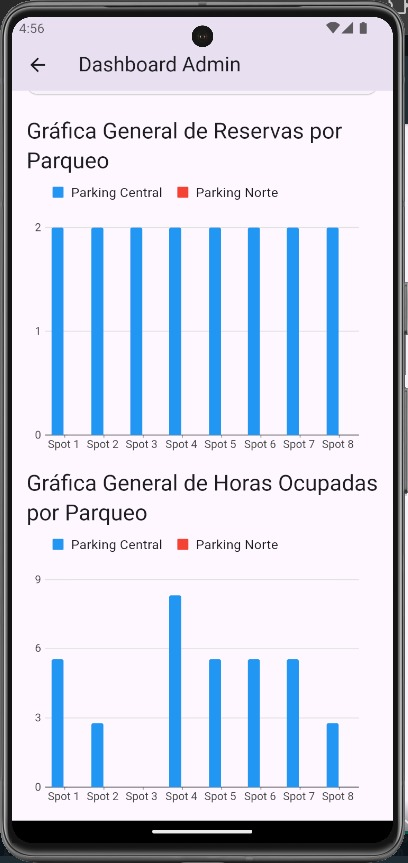 4:56
Dashboard Admin
Gráfica General de Reservas por
Parqueo
Parking Central Parking Norte
2
1
0
Spot 1 Spot 2 Spot 3 Spot 4 Spot 5 Spot 6 Spot 7 Spot 8
Gráfica General de Horas Ocupadas
por Parqueo
Parking Central Parking Norte
9
6
3
0
Spot 1 Spot 2 Spot 3 Spot 4 Spot 5 Spot 6 Spot 7 Spot 8